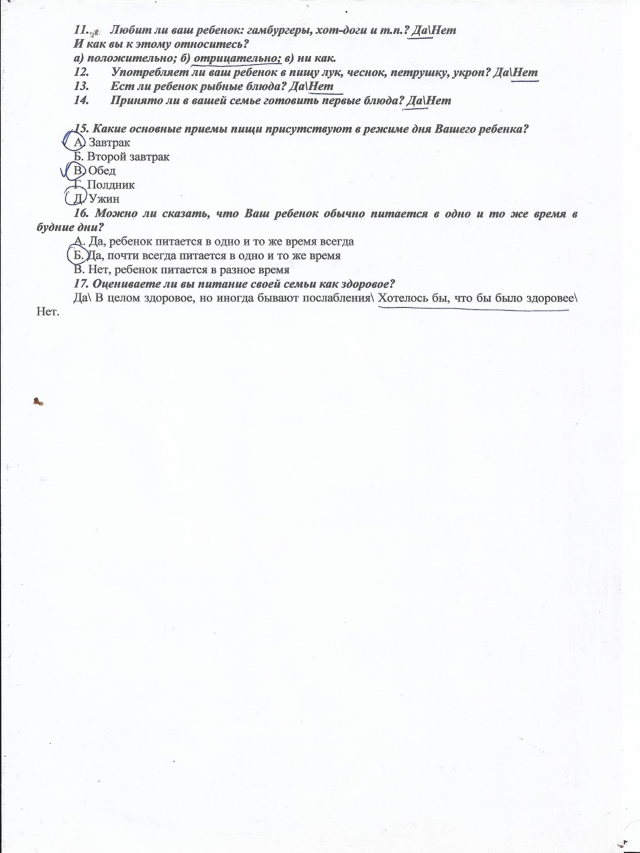 11. Любит ли ваш ребенок: гамбургеры, хот-доги и т.п.? Да\Нет
И как вы к этому относитесь?
а) положительно; б) отрицательно; в) ни как.
12. Употребляет ли ваш ребенок в пищу лук, чеснок, петрушку, укроп? Да\Нет
13. Ест ли ребенок рыбные блюда? Да\Нет
14. Принято ли в вашей семье готовить первые блюда? Да\Нет
15. Какие основные приемы пищи присутствуют в режиме дня Вашего ребенка?
А. Завтрак
Б. Второй завтрак
В. Обед
Г. Полдник
Д. Ужин
16. Можно ли сказать, что Ваш ребенок обычно питается в одно и то же время в
будние дни?
А. Да, ребенок питается в одно и то же время всегда
Б. Да, почти всегда питается в одно и то же время
В. Нет, ребенок питается в разное время
17. Оцениваете ли вы питание своей семьи как здоровое?
Да\ В целом здоровое, но иногда бывают послабления\ Хотелось бы, что бы было здоровее\
Нет.